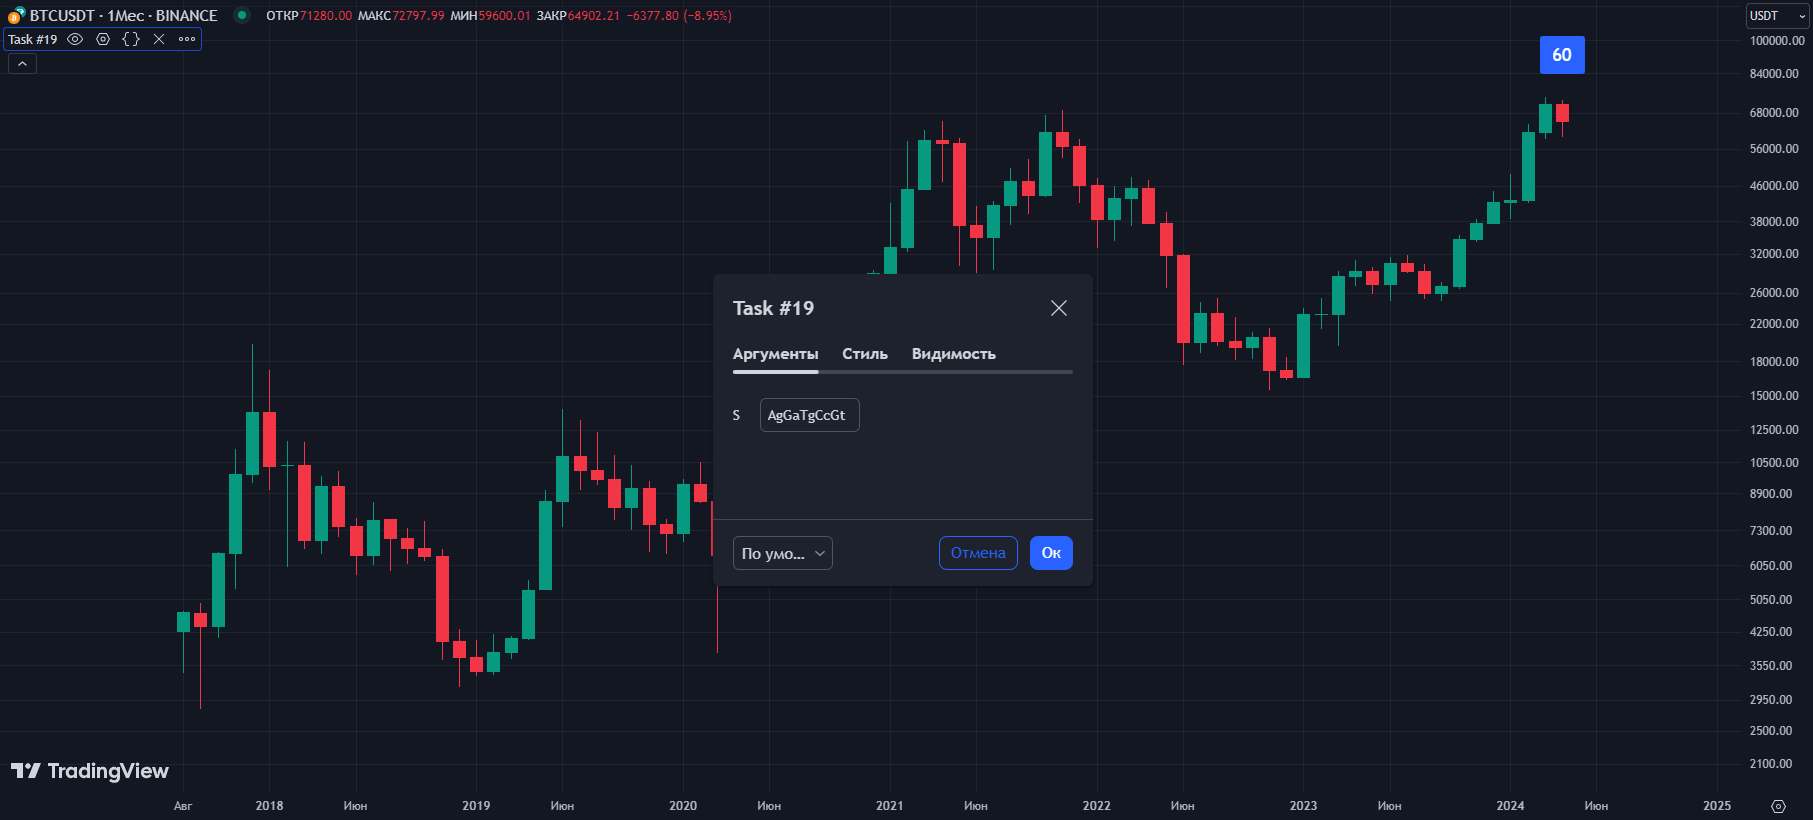 BTCUSDT · 1Мес · BINANCE ОТКР71280.00 МАКС72797.99 МИН59600.01 ЗАКР64902.21 −6377.80 (−8.95%)
USDT
Task #19
60
100000.00
84000.00
68000.00
56000.00
46000.00
38000.00
32000.00
26000.00
22000.00
18000.00
15000.00
12500.00
10500.00
8900.00
7300.00
6050.00
5050.00
4250.00
3550.00
2950.00
2500.00
2100.00
Task #19
Аргументы Стиль Видимость
S AgGaTgCcGt
По умо... Отмена Ок
TradingView
Авг 2018 Июн 2019 Июн 2020 Июн 2021 Июн 2022 Июн 2023 Июн 2024 Июн 2025